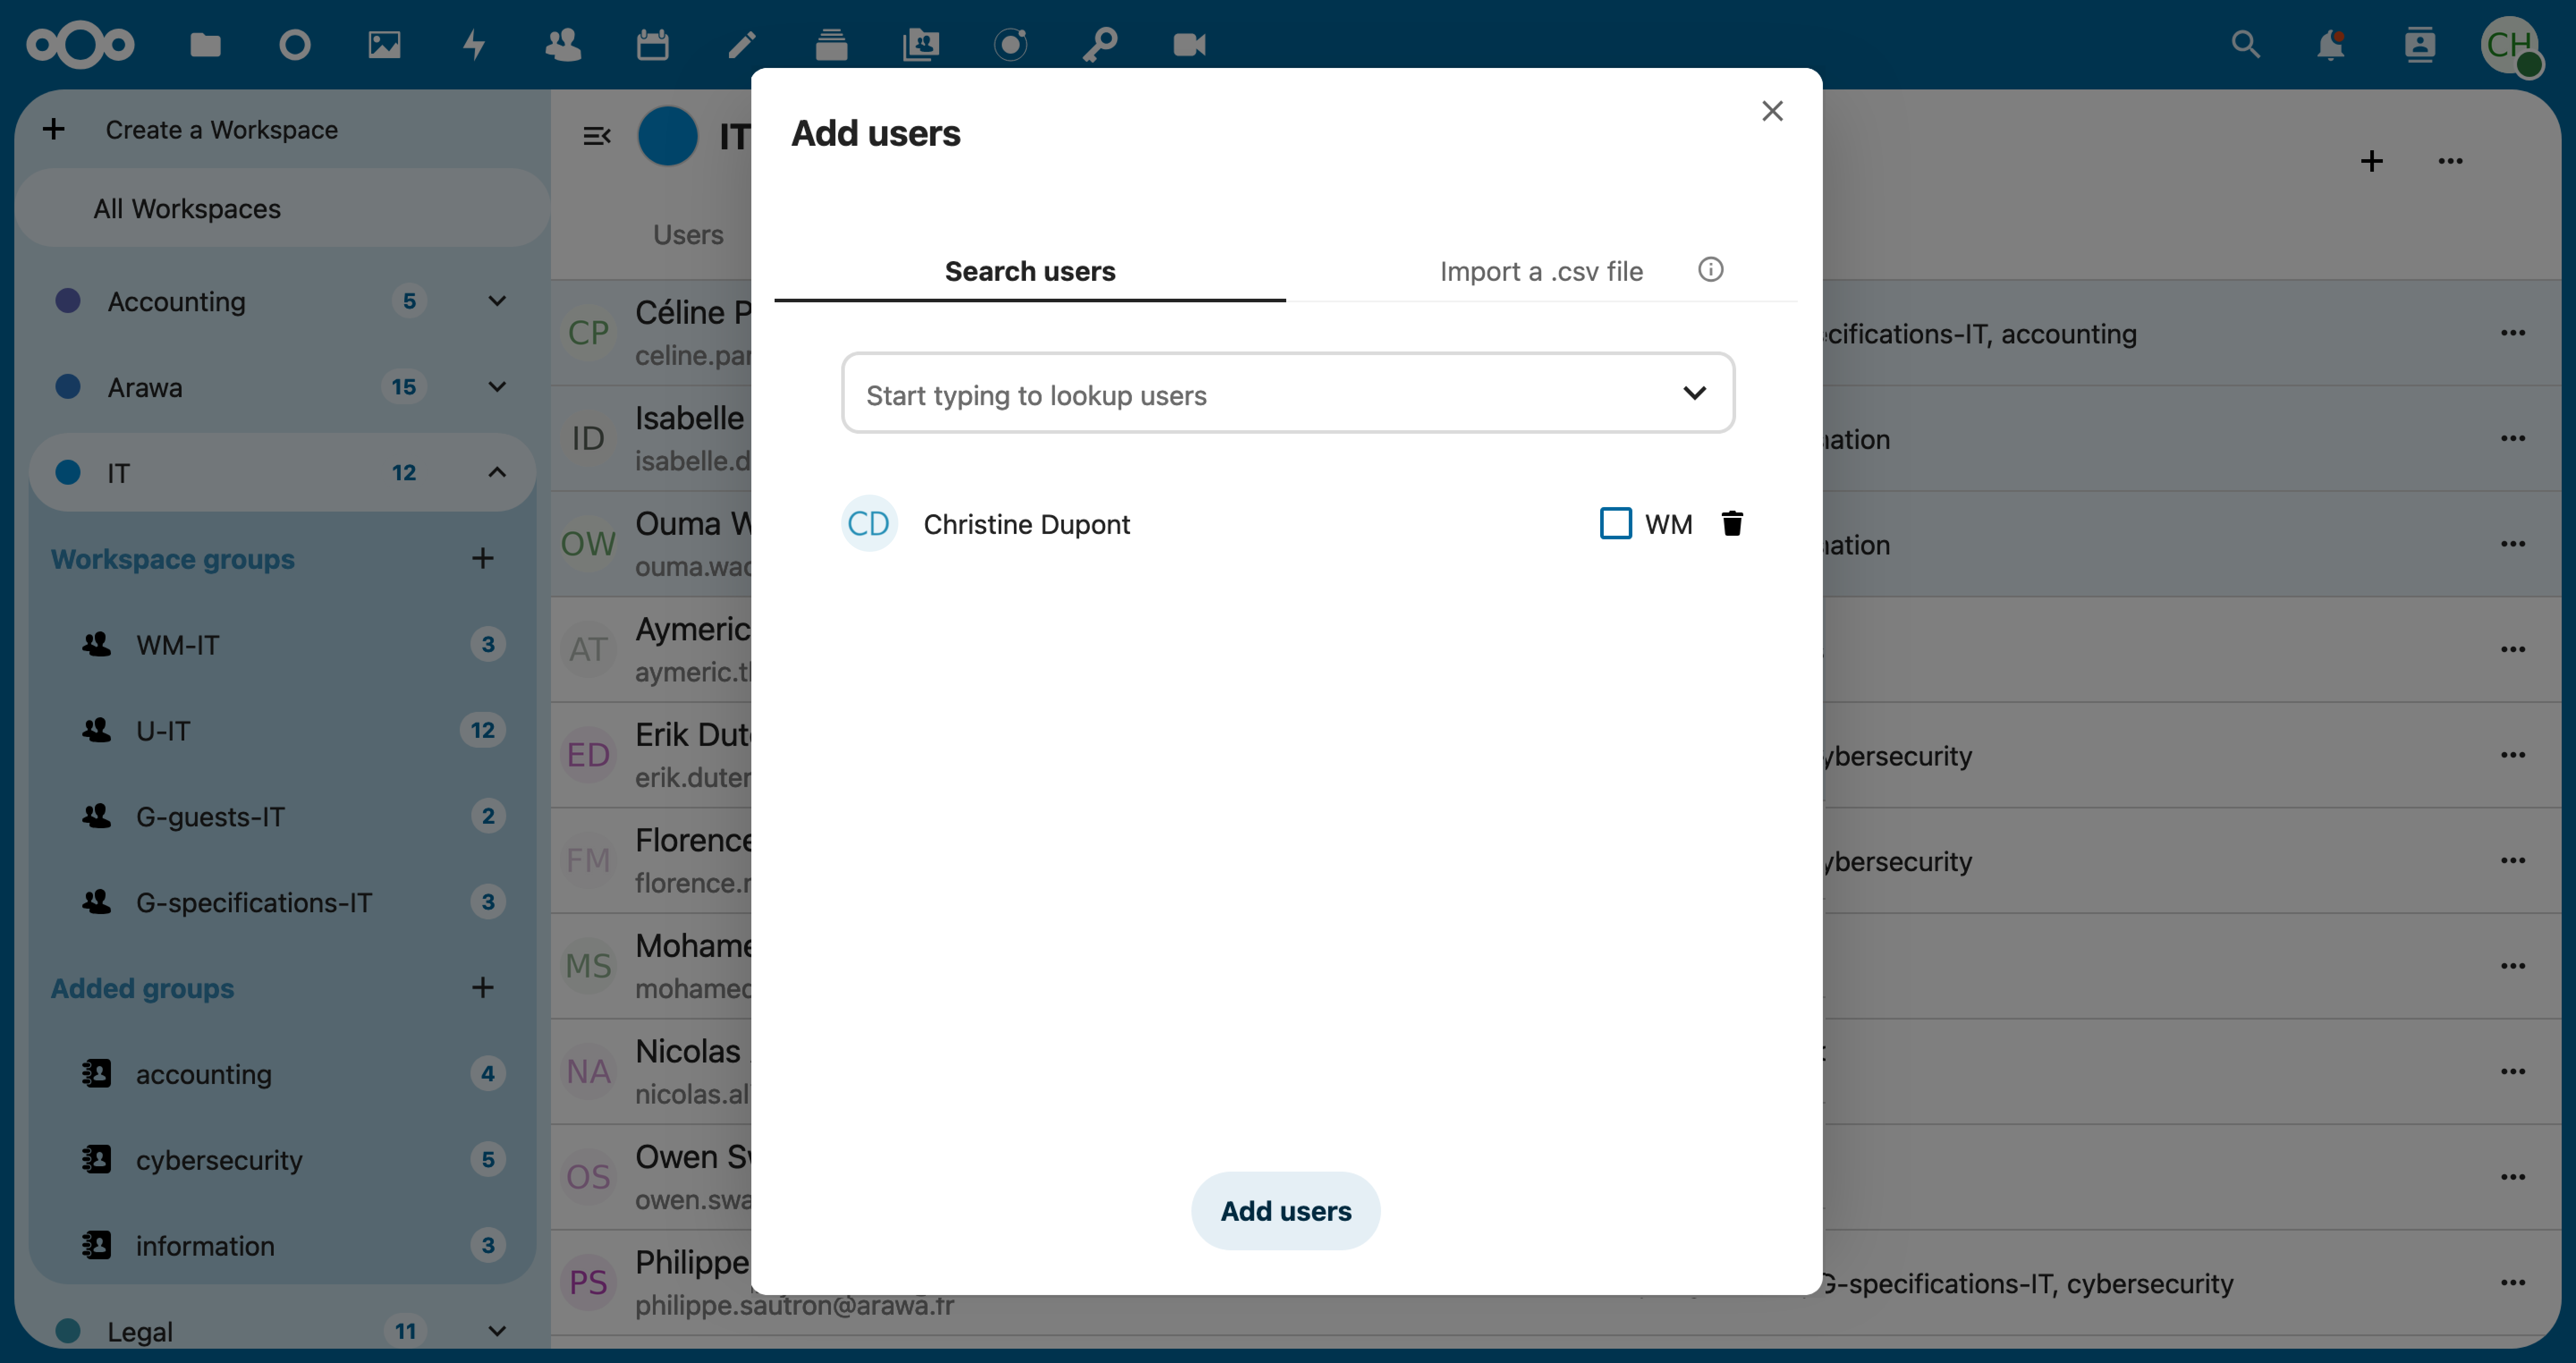 CH
Create a Workspace
All Workspaces
Accounting 5
Arawa 15
IT 12
Workspace groups
WM-IT 3
U-IT 12
G-guests-IT 2
G-specifications-IT 3
Added groups
accounting 4
cybersecurity 5
information 3
Legal 11
IT
Users
CP Céline P
celine.par
ID Isabelle
isabelle.d
OW Ouma W
ouma.wac
AT Aymeric
aymeric.t
ED Erik Dut
erik.duter
FM Florence
florence.r
MS Mohame
mohamed
NA Nicolas
nicolas.al
OS Owen Sw
owen.swa
PS Philippe
philippe.sautron@arawa.fr
Add users
Search users
Import a .csv file
Start typing to lookup users
CD Christine Dupont WM
Add users
cifications-IT, accounting
ation
ation
ybersecurity
ybersecurity
G-specifications-IT, cybersecurity